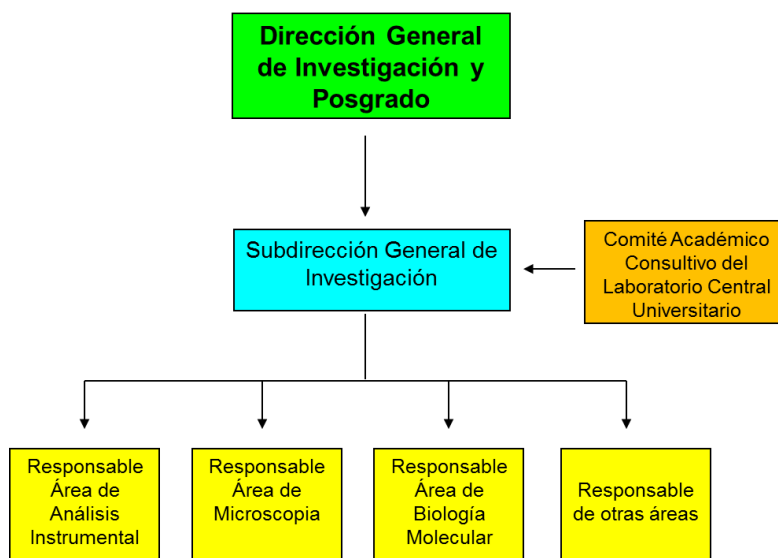 Dirección General
de Investigación y
Posgrado
Subdirección General de
Investigación
Comité Académico
Consultivo del
Laboratorio Central
Universitario
Responsable
Área de
Análisis
Instrumental
Responsable
Área de
Microscopia
Responsable
Área de
Biología
Molecular
Responsable
de otras áreas